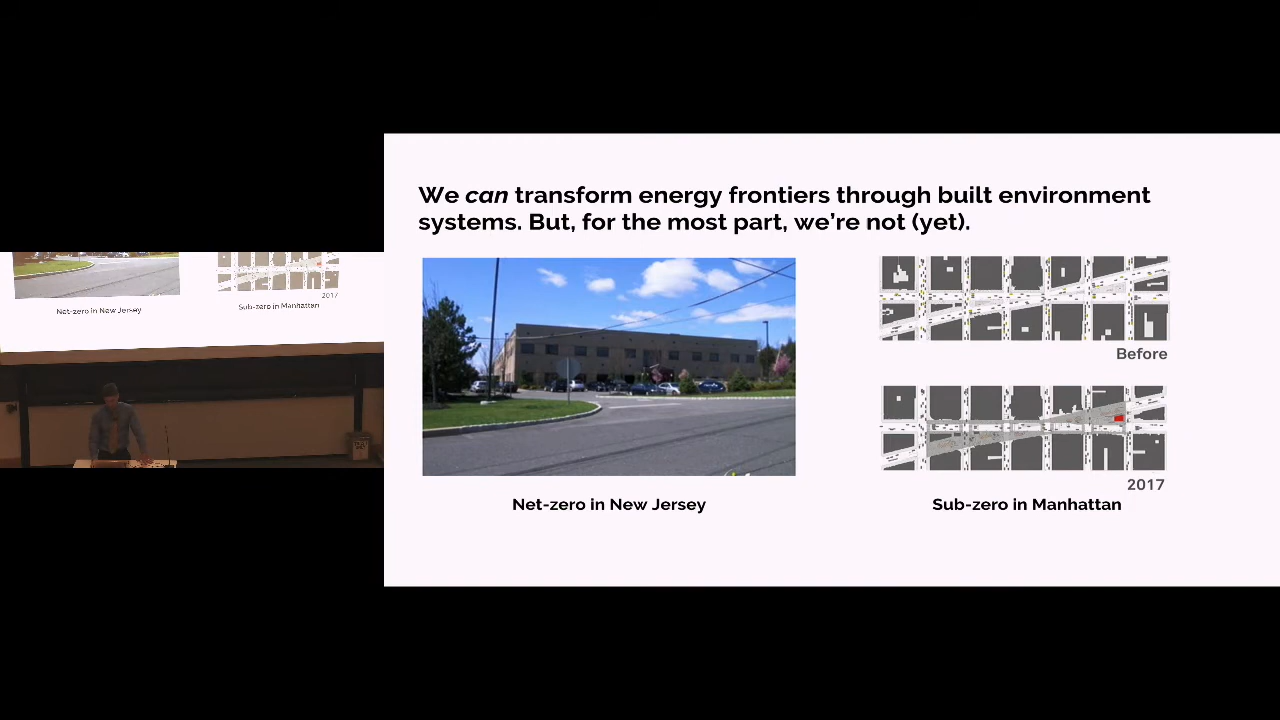 We can transform energy frontiers through built environment
systems. But, for the most part, we’re not (yet).
Before
2017
Net-zero in New Jersey
Sub-zero in Manhattan
2017
Net-zero in New Jersey
Sub-zero in Manhattan